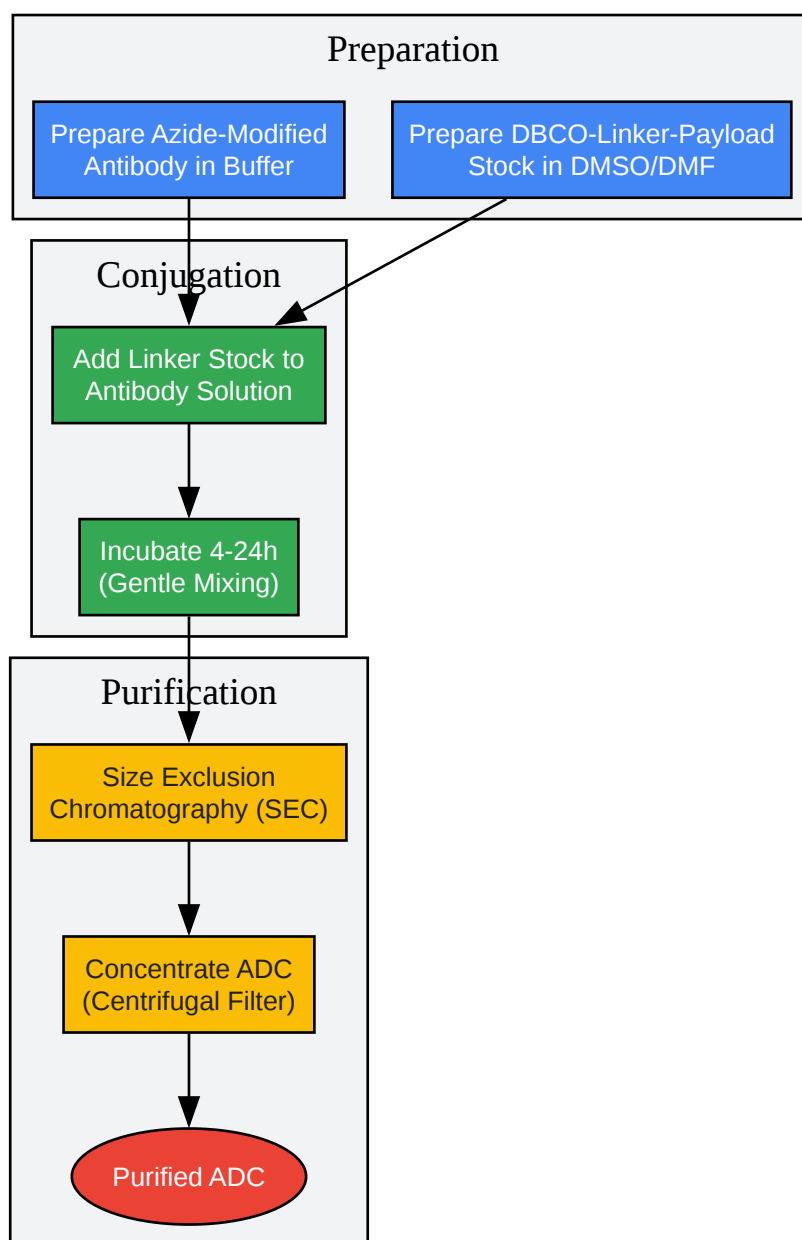 Preparation
Prepare Azide-Modified
Antibody in Buffer
Prepare DBCO-Linker-Payload
Stock in DMSO/DMF
Conjugation
Add Linker Stock to
Antibody Solution
Incubate 4-24h
(Gentle Mixing)
Purification
Size Exclusion
Chromatography (SEC)
Concentrate ADC
(Centrifugal Filter)
Purified ADC